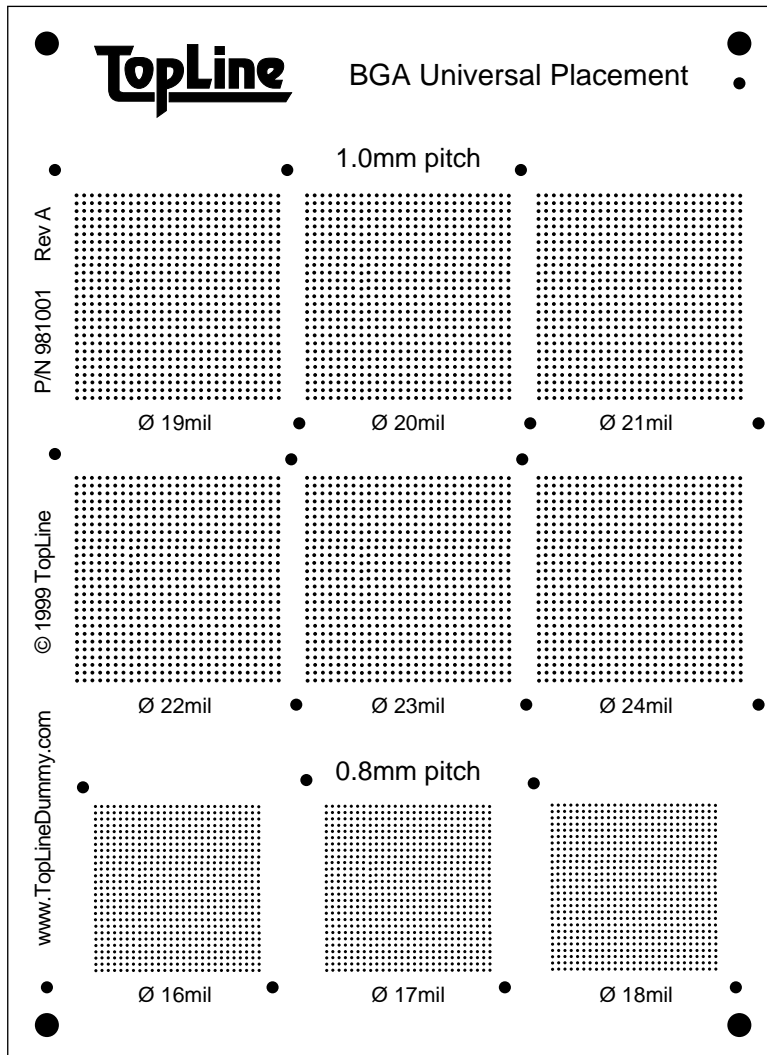 TopLine
BGA Universal Placement
1.0mm pitch
P/N 981001 Rev A
Ø 19mil
Ø 20mil
Ø 21mil
© 1999 TopLine
Ø 22mil
Ø 23mil
Ø 24mil
0.8mm pitch
www.TopLineDummy.com
Ø 16mil
Ø 17mil
Ø 18mil